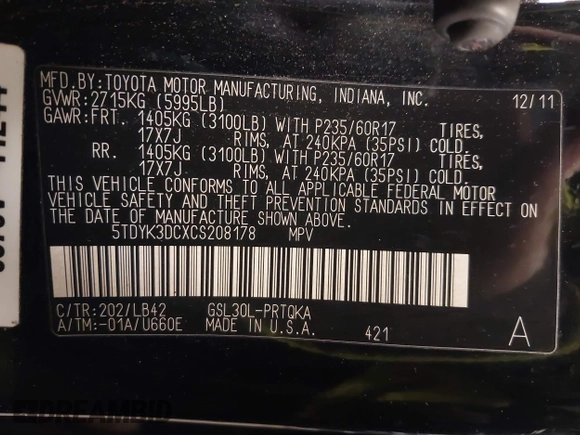 MFD.BY:TOYOTA MOTOR MANUFACTURING, INDIANA, INC. 12/11
GVWR:2715KG (5995LB)
GAWR:FRT. 1405KG (3100LB) WITH P235/60R17 TIRES,
17X7J RIMS, AT 240KPA (35PSI) COLD.
RR. 1405KG (3100LB) WITH P235/60R17 TIRES,
17X7J RIMS, AT 240KPA (35PSI) COLD.
THIS VEHICLE CONFORMS TO ALL APPLICABLE FEDERAL MOTOR
VEHICLE SAFETY AND THEFT PREVENTION STANDARDS IN EFFECT ON
THE DATE OF MANUFACTURE SHOWN ABOVE.
5TDYK3DCXCS208178 MPV
C/TR:202/LB42 GSL30L-PRTQKA
A/TM:-01A/U660E MADE IN U.S.A. 421 A
DREAMBID